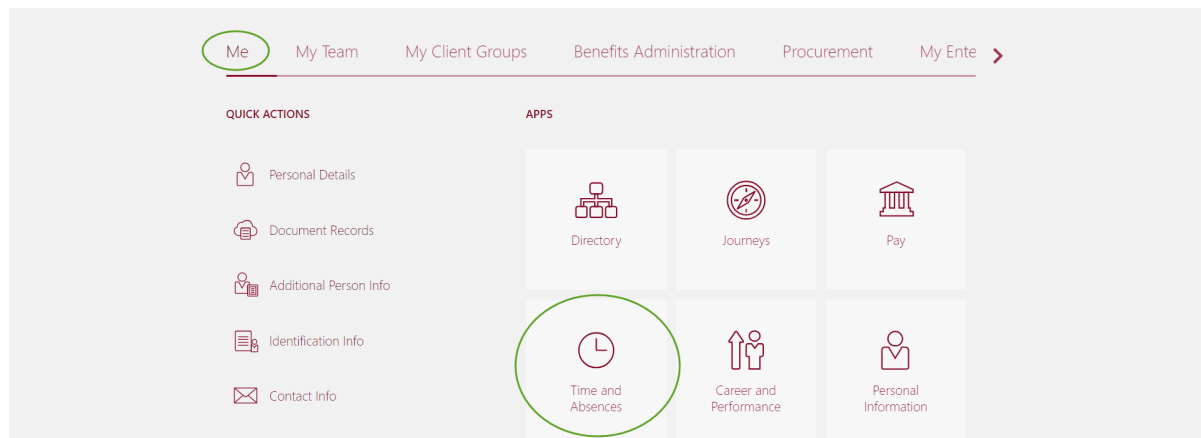 Me My Team My Client Groups Benefits Administration Procurement My Ente
QUICK ACTIONS
Personal Details
Document Records
Additional Person Info
Identification Info
Contact Info
APPS
Directory
Journeys
Pay
Time and
Absences
Career and
Performance
Personal
Information